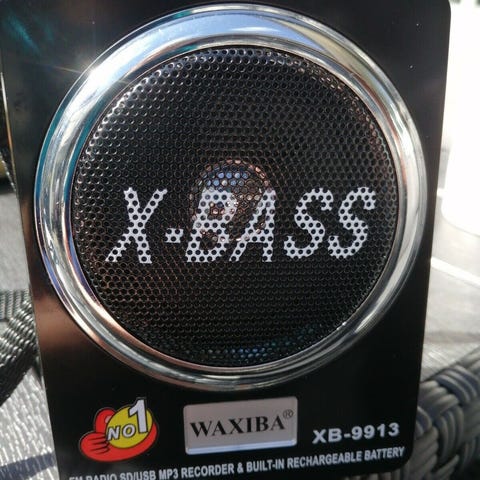 X-BASS
NO1
WAXIBA®
XB-9913
FM RADIO SD/USB MP3 RECORDER & BUILT-IN RECHARGEABLE BATTERY